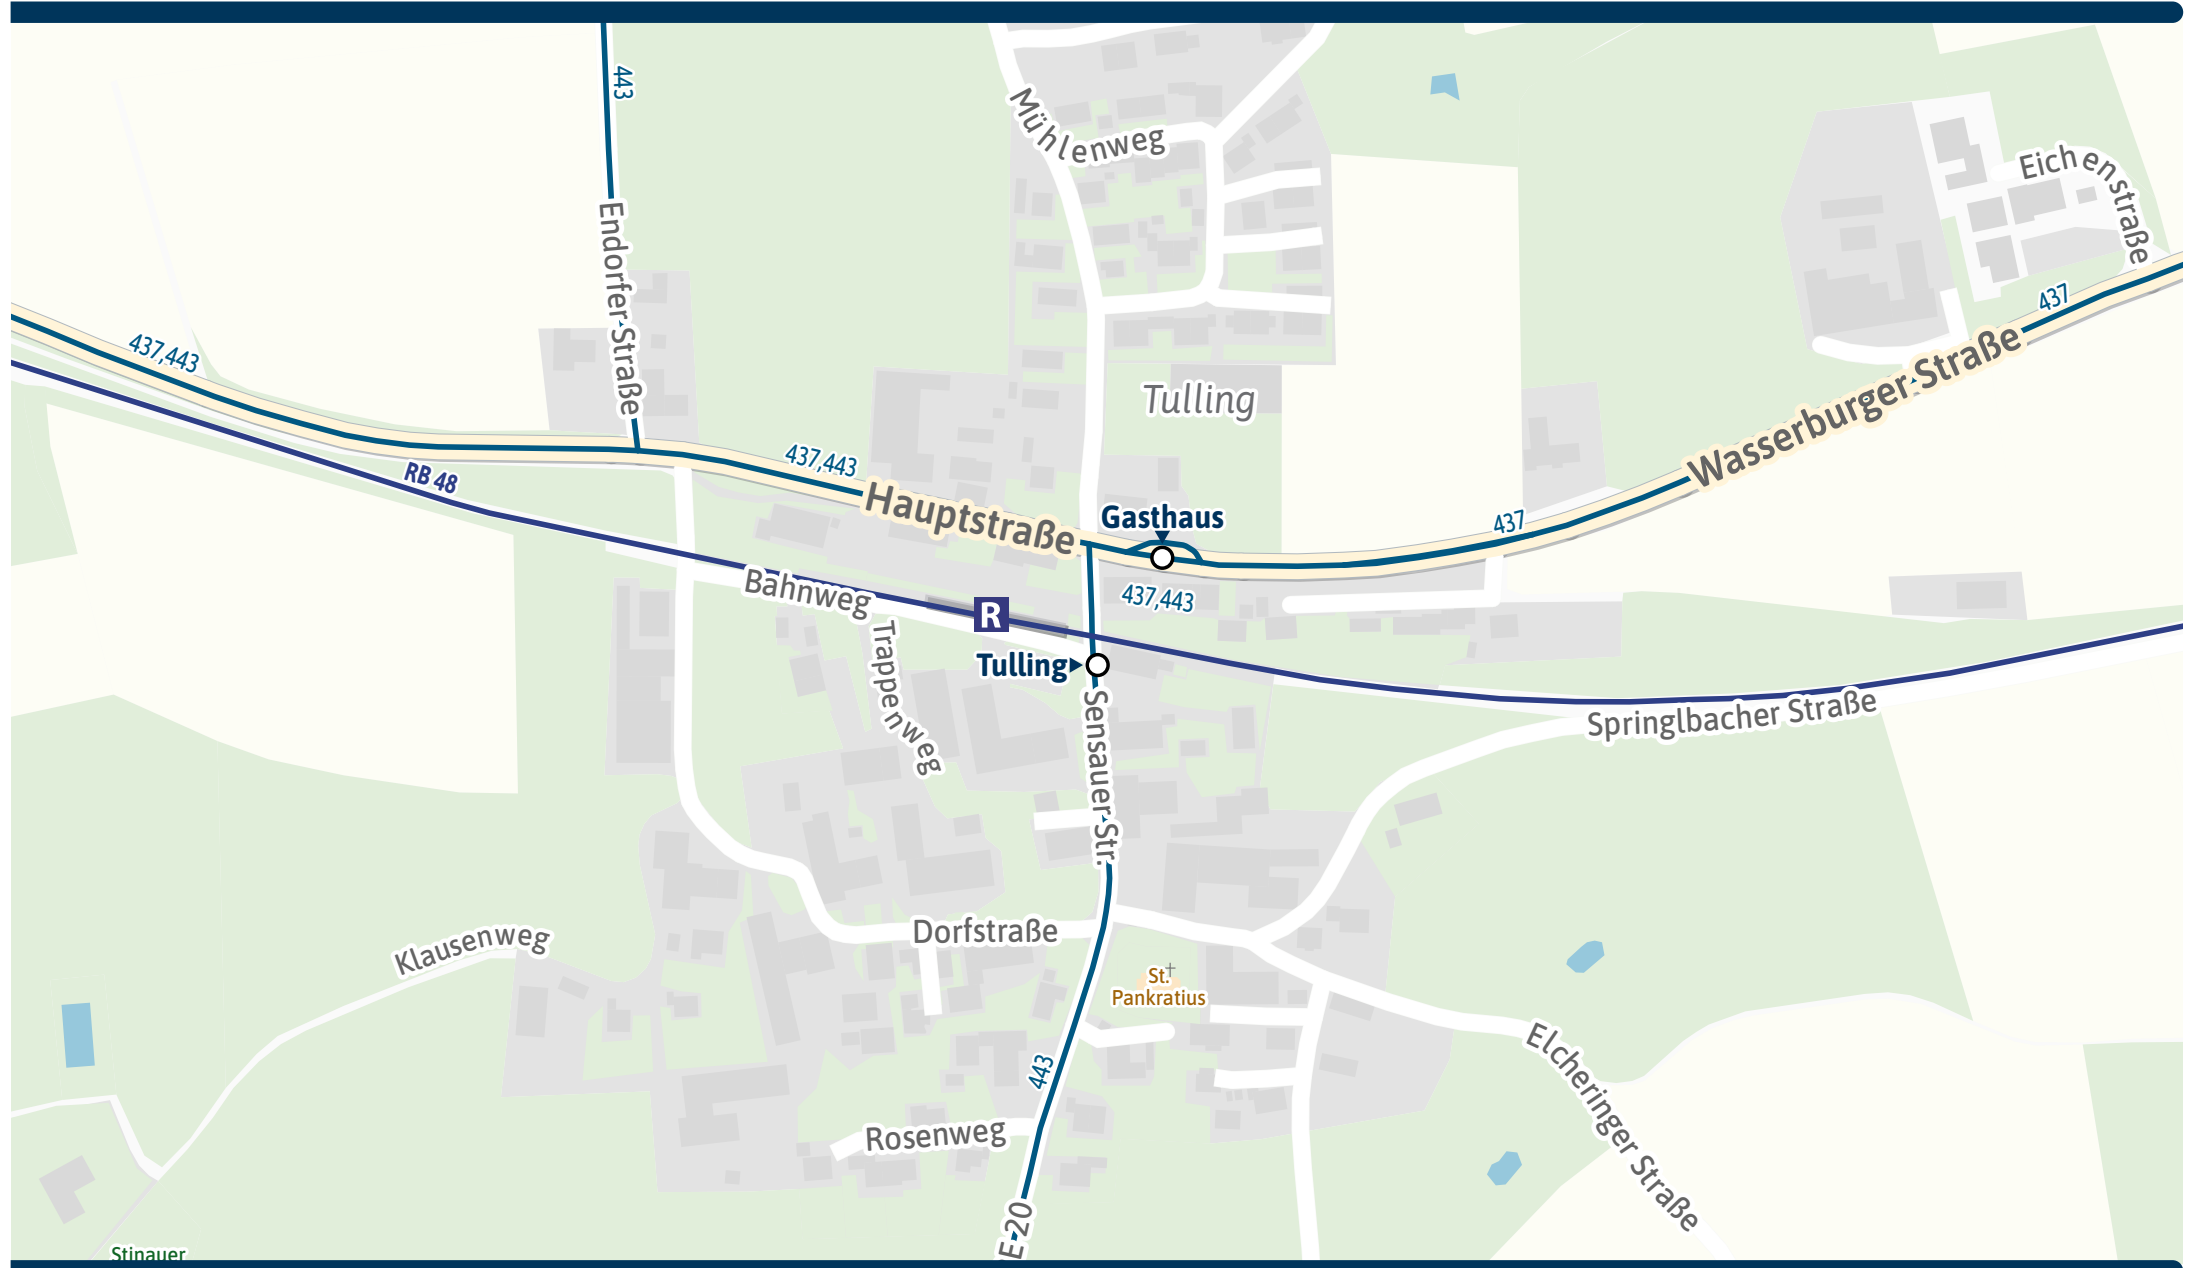 443
Mühlenweg
Eichenstraße
Endorfer Straße
437
437,443
Wasserburger Straße
Tulling
437,443
RB 48
Hauptstraße
Gasthaus
437
Bahnweg
437,443
R
Trappenweg
Tulling
Sensauer Str.
Springlbacher Straße
Dorfstraße
Klausenweg
St.
Pankratius
Elcheringer Straße
443
Rosenweg
E 20
Stinauer